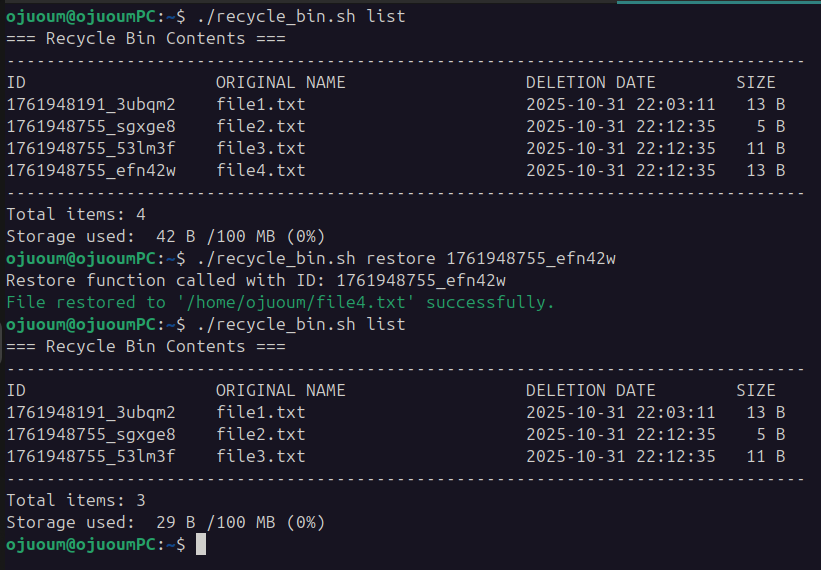 ojuoum@ojuoumPC:~$ ./recycle_bin.sh list
=== Recycle Bin Contents ===
--------------------------------------------------------------------------------
ID                   ORIGINAL NAME                  DELETION DATE        SIZE
1761948191_3ubqm2    file1.txt                      2025-10-31 22:03:11   13 B
1761948755_sgxge8    file2.txt                      2025-10-31 22:12:35    5 B
1761948755_53lm3f    file3.txt                      2025-10-31 22:12:35   11 B
1761948755_efn42w    file4.txt                      2025-10-31 22:12:35   13 B
--------------------------------------------------------------------------------
Total items: 4
Storage used:  42 B /100 MB (0%)
ojuoum@ojuoumPC:~$ ./recycle_bin.sh restore 1761948755_efn42w
Restore function called with ID: 1761948755_efn42w
File restored to '/home/ojuoum/file4.txt' successfully.
ojuoum@ojuoumPC:~$ ./recycle_bin.sh list
=== Recycle Bin Contents ===
--------------------------------------------------------------------------------
ID                   ORIGINAL NAME                  DELETION DATE        SIZE
1761948191_3ubqm2    file1.txt                      2025-10-31 22:03:11   13 B
1761948755_sgxge8    file2.txt                      2025-10-31 22:12:35    5 B
1761948755_53lm3f    file3.txt                      2025-10-31 22:12:35   11 B
--------------------------------------------------------------------------------
Total items: 3
Storage used:  29 B /100 MB (0%)
ojuoum@ojuoumPC:~$